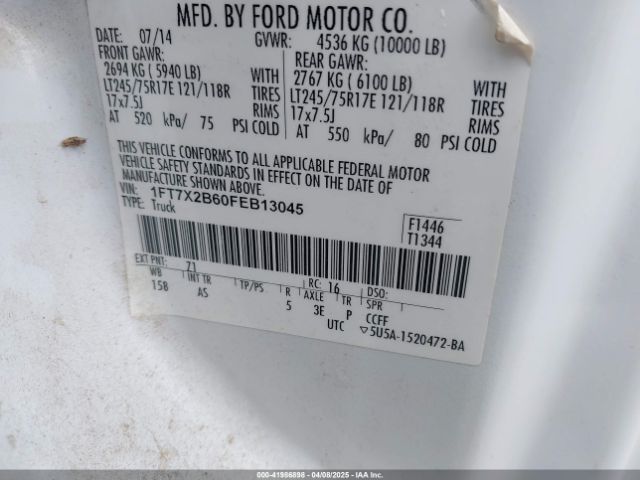 MFD. BY FORD MOTOR CO.
DATE: 07/14 GVWR: 4536 KG (10000 LB)
FRONT GAWR: REAR GAWR:
2694 KG ( 5940 LB) WITH 2767 KG ( 6100 LB) WITH
LT245/75R17E 121/118R TIRES LT245/75R17E 121/118R TIRES
17x7.5J RIMS 17x7.5J RIMS
AT 520 kPa/ 75 PSI COLD AT 550 kPa/ 80 PSI COLD
THIS VEHICLE CONFORMS TO ALL APPLICABLE FEDERAL MOTOR
VEHICLE SAFETY STANDARDS IN EFFECT ON THE DATE OF
MANUFACTURE SHOWN ABOVE.
VIN: 1FT7X2B60FEB13045
TYPE: Truck
F1446
T1344
EXT PNT: Z1 RC: 16 DSO:
WB INT TR TP/PS R AXLE TR SPR
158 AS 5 3E P CCFF
UTC ▽5U5A-1520472-BA
000-41986898 - 04/08/2025 - IAAI.COM